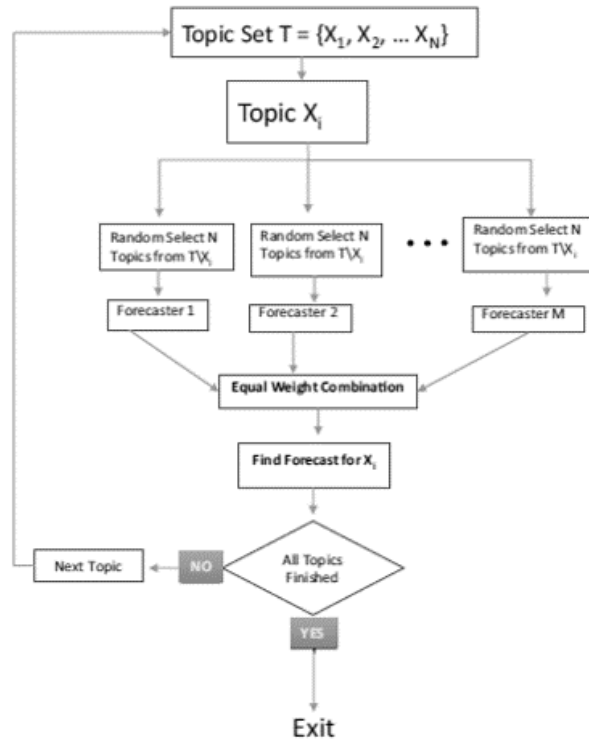 Topic Set T = {X₁, X₂, ... X_N}
Topic Xᵢ
Random Select N
Topics from T\Xᵢ
Random Select N
Topics from T\Xᵢ
• • •
Random Select N
Topics from T\Xᵢ
Forecaster 1
Forecaster 2
Forecaster M
Equal Weight Combination
Find Forecast for Xᵢ
All Topics
Finished
NO
Next Topic
YES
Exit